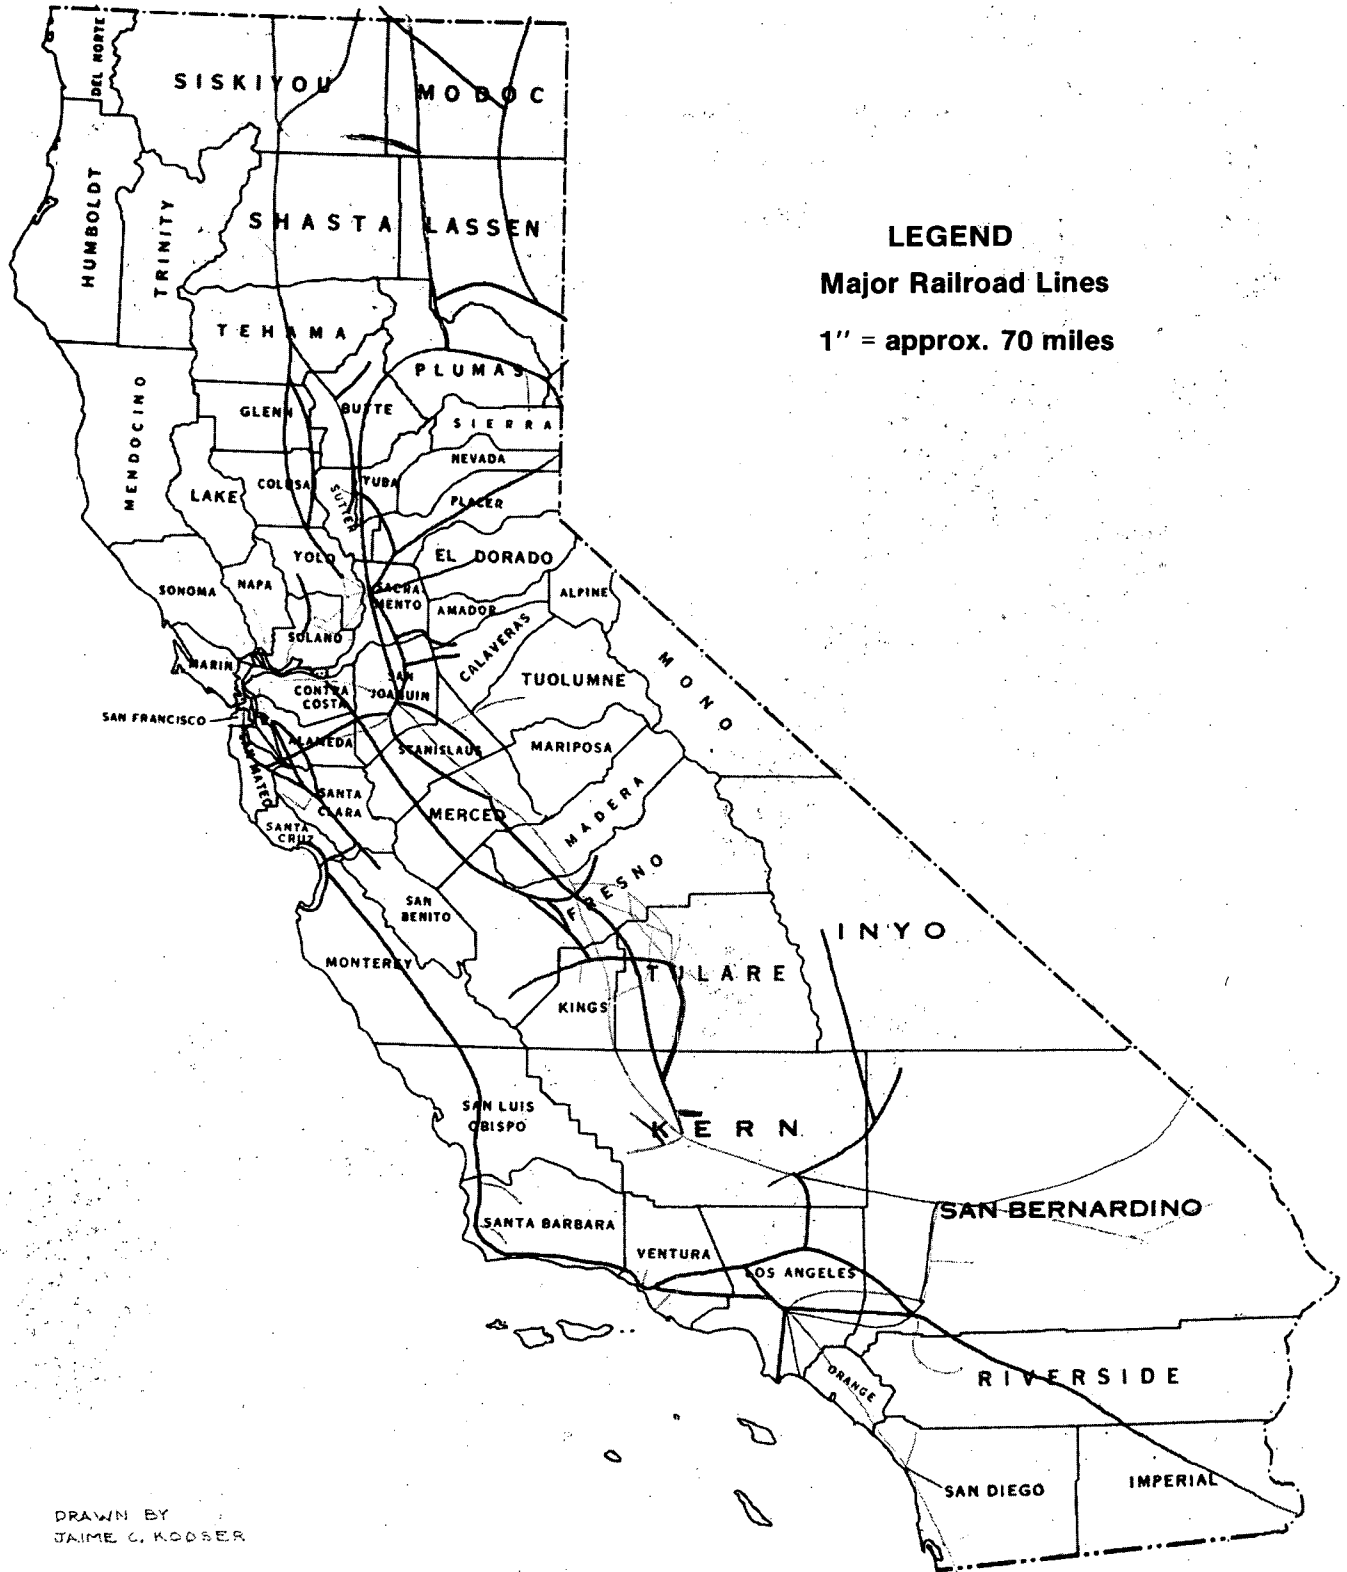 DEL NORTE
SISKIYOU
MODOC
HUMBOLDT
TRINITY
SHASTA
LASSEN
LEGEND
Major Railroad Lines
1" = approx. 70 miles
TEHAMA
PLUMAS
MENDOCINO
GLENN
BUTTE
SIERRA
NEVADA
LAKE
COLUSA
SUTTER
YUBA
PLACER
YOLO
EL DORADO
SONOMA
NAPA
SACRA
MENTO
ALPINE
AMADOR
SOLANO
CALAVERAS
MARIN
MONO
CONTRA
COSTA
SAN
JOAQUIN
TUOLUMNE
SAN FRANCISCO
ALAMEDA
STANISLAUS
MARIPOSA
SAN MATEO
SANTA
CLARA
MERCED
MADERA
SANTA
CRUZ
FRESNO
SAN
BENITO
INYO
MONTEREY
TULARE
KINGS
SAN LUIS
OBISPO
KERN
SAN BERNARDINO
SANTA BARBARA
VENTURA
LOS ANGELES
RIVERSIDE
ORANGE
SAN DIEGO
IMPERIAL
DRAWN BY
JAIME C. KOOSER